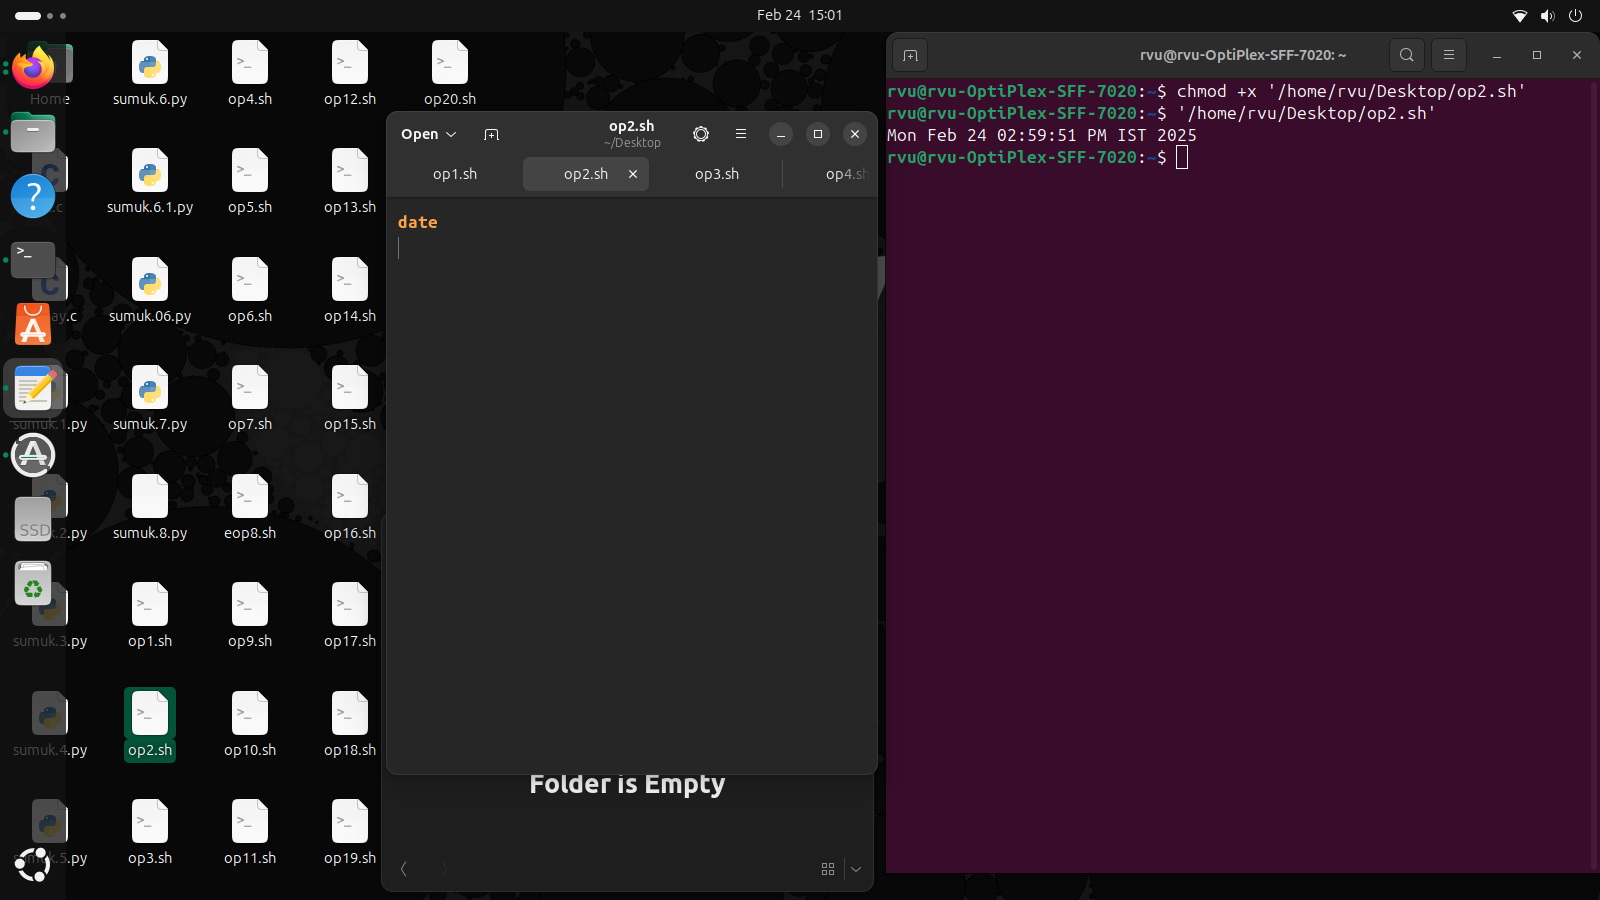 Feb 24 15:01
Home
sumuk.6.py
op4.sh
op12.sh
op20.sh
.c
sumuk.6.1.py
op5.sh
op13.sh
ay.c
sumuk.06.py
op6.sh
op14.sh
sumuk.1.py
sumuk.7.py
op7.sh
op15.sh
SSD
.2.py
sumuk.8.py
eop8.sh
op16.sh
sumuk.3.py
op1.sh
op9.sh
op17.sh
sumuk.4.py
op2.sh
op10.sh
op18.sh
.5.py
op3.sh
op11.sh
op19.sh
Open
op2.sh
~/Desktop
op1.sh
op2.sh
op3.sh
op4.sh
date
Folder is Empty
rvu@rvu-OptiPlex-SFF-7020: ~
rvu@rvu-OptiPlex-SFF-7020:~$ chmod +x '/home/rvu/Desktop/op2.sh'
rvu@rvu-OptiPlex-SFF-7020:~$ '/home/rvu/Desktop/op2.sh'
Mon Feb 24 02:59:51 PM IST 2025
rvu@rvu-OptiPlex-SFF-7020:~$